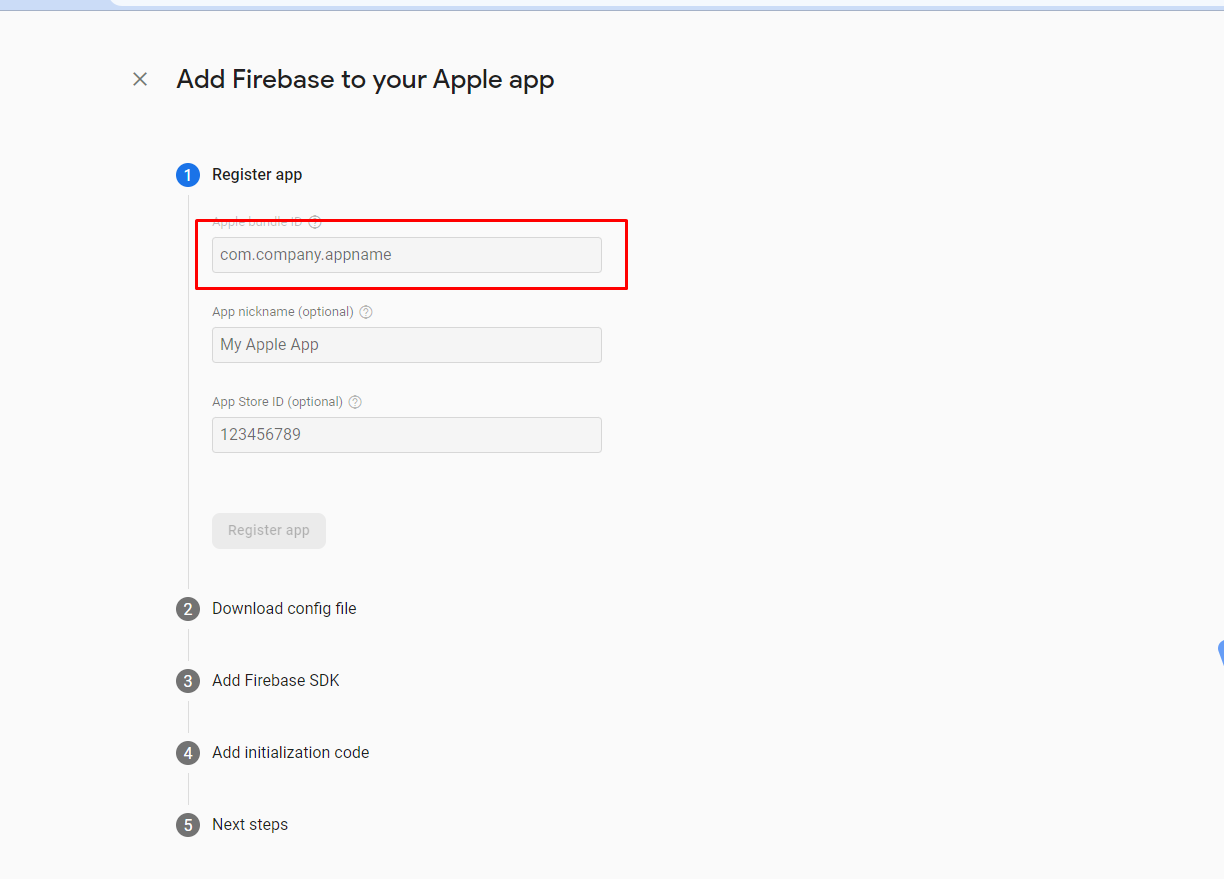 Add Firebase to your Apple app
1 Register app
Apple bundle ID ?
com.company.appname
App nickname (optional) ?
My Apple App
App Store ID (optional) ?
123456789
Register app
2 Download config file
3 Add Firebase SDK
4 Add initialization code
5 Next steps